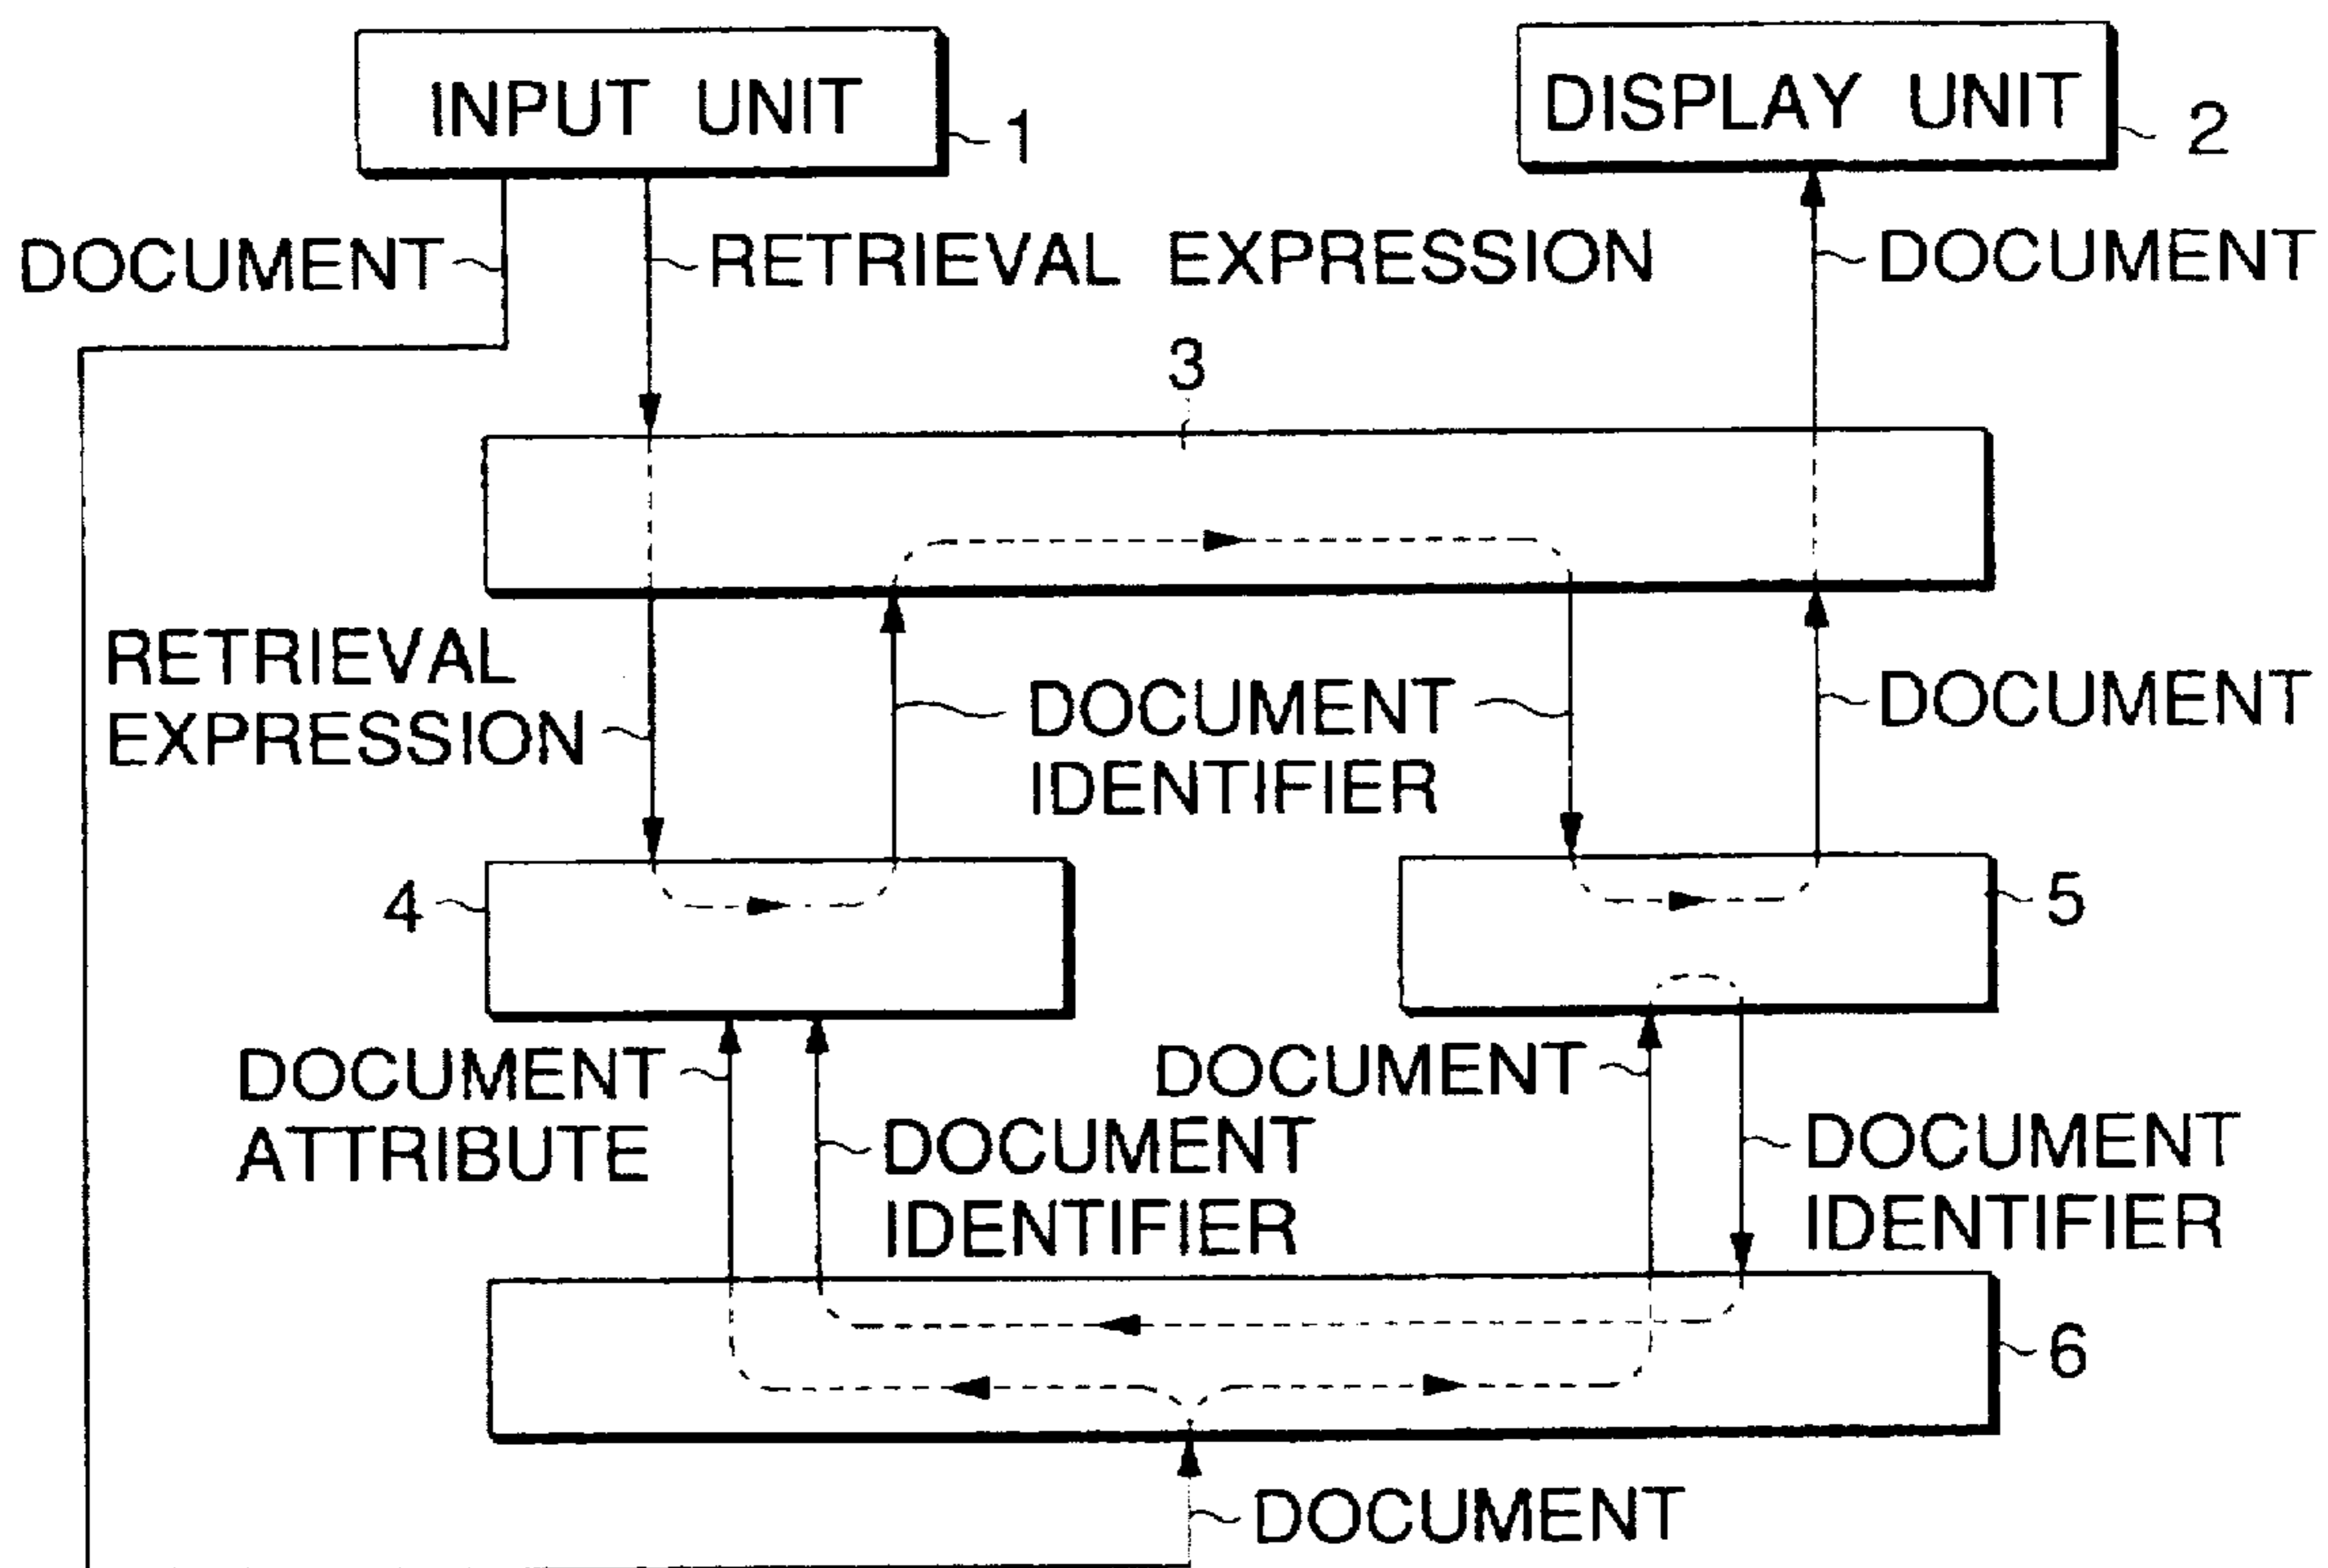 INPUT UNIT
1
DISPLAY UNIT
2
DOCUMENT
RETRIEVAL EXPRESSION
DOCUMENT
3
RETRIEVAL
EXPRESSION
DOCUMENT
IDENTIFIER
DOCUMENT
4
5
DOCUMENT
ATTRIBUTE
DOCUMENT
IDENTIFIER
DOCUMENT
DOCUMENT
IDENTIFIER
6
DOCUMENT